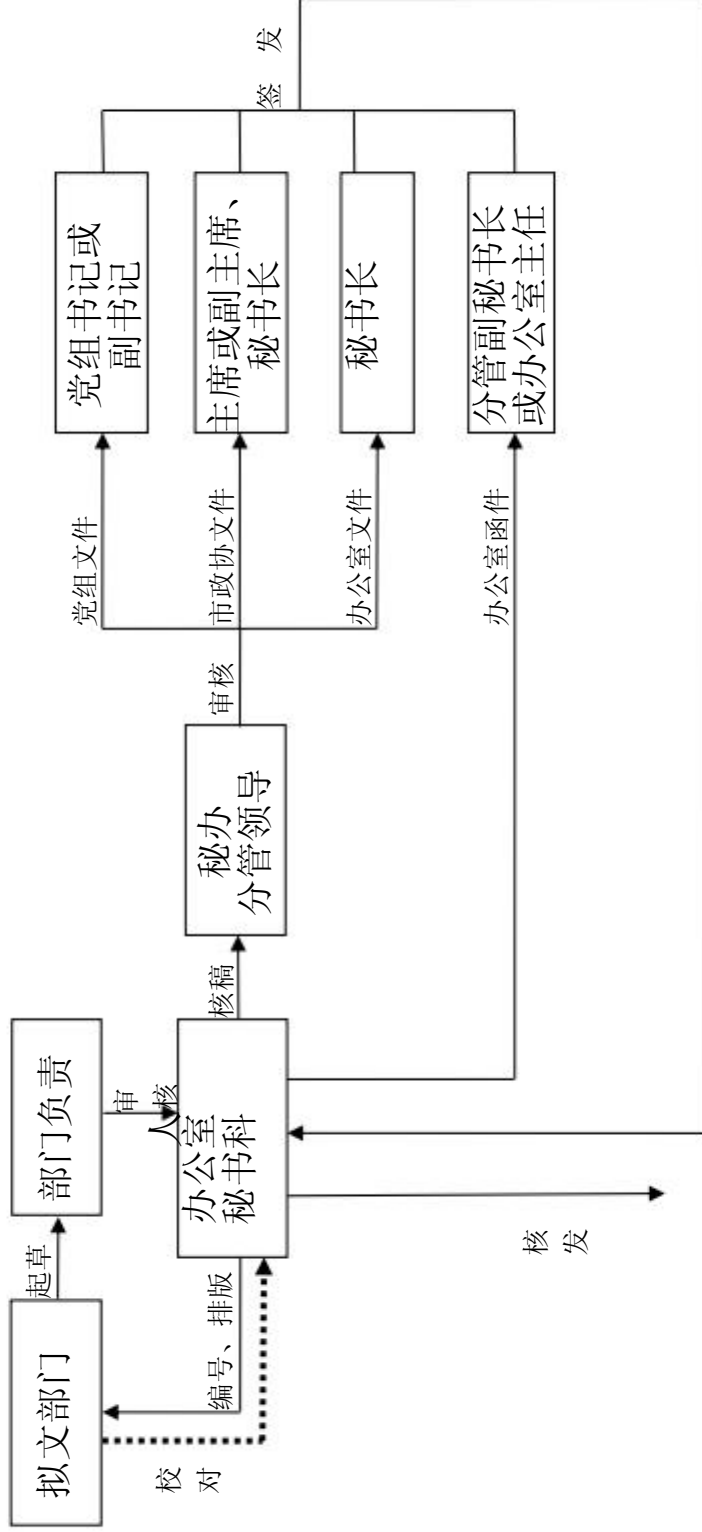 拟文部门
起草
部门负责
人
审
核
办公室
秘书科
编号、排版
校
对
核稿
秘办
分管领导
审核
党组文件
市政协文件
办公室文件
办公室函件
党组书记或
副书记
主席或副主席、
秘书长
秘书长
分管副秘书长
或办公室主任
签
发
核
发